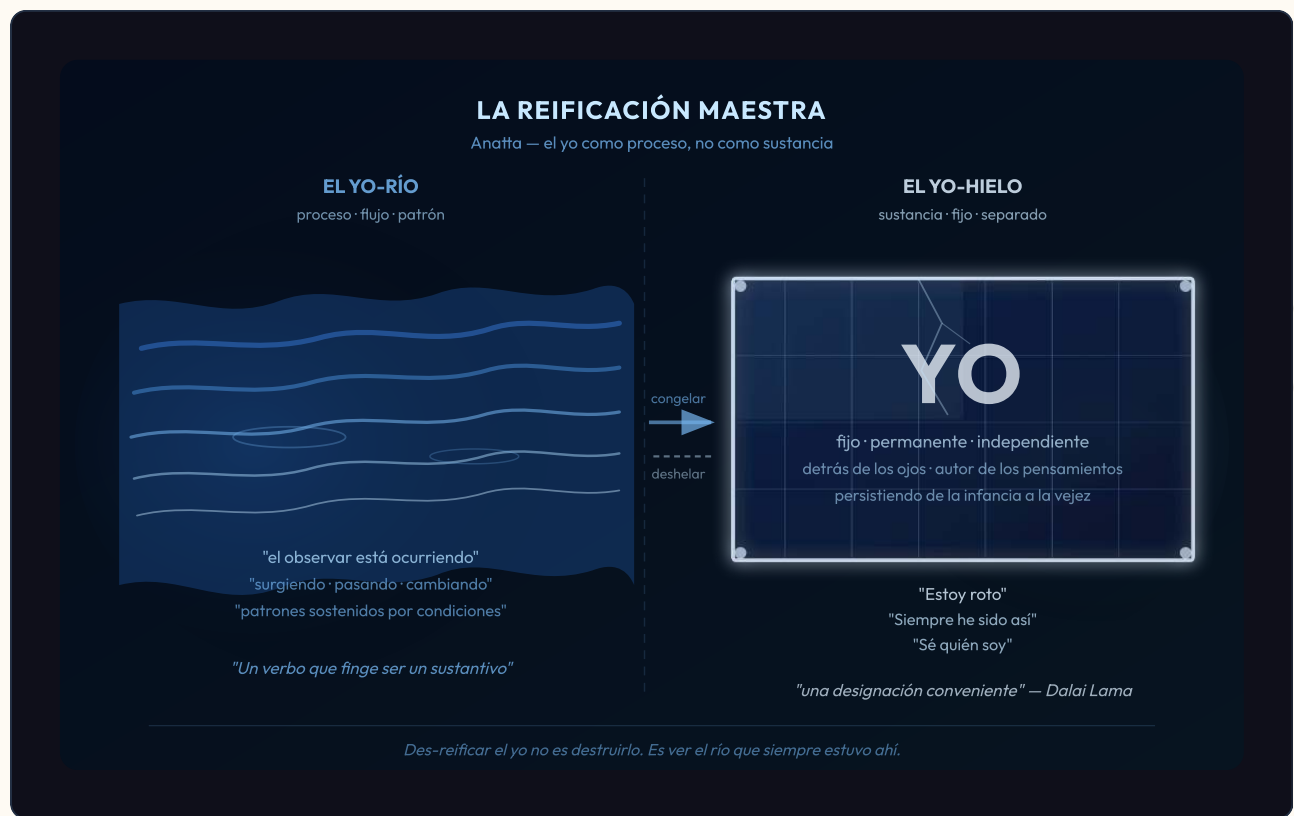 LA REIFICACIÓN MAESTRA
Anatta — el yo como proceso, no como sustancia
EL YO-RÍO
proceso · flujo · patrón
"el observar está ocurriendo"
"surgiendo · pasando · cambiando"
"patrones sostenidos por condiciones"
"Un verbo que finge ser un sustantivo"
congelar
deshelar
EL YO-HIELO
sustancia · fijo · separado
YO
fijo · permanente · independiente
detrás de los ojos · autor de los pensamientos
persistiendo de la infancia a la vejez
"Estoy roto"
"Siempre he sido así"
"Sé quién soy"
"una designación conveniente" — Dalai Lama
Des-reificar el yo no es destruirlo. Es ver el río que siempre estuvo ahí.